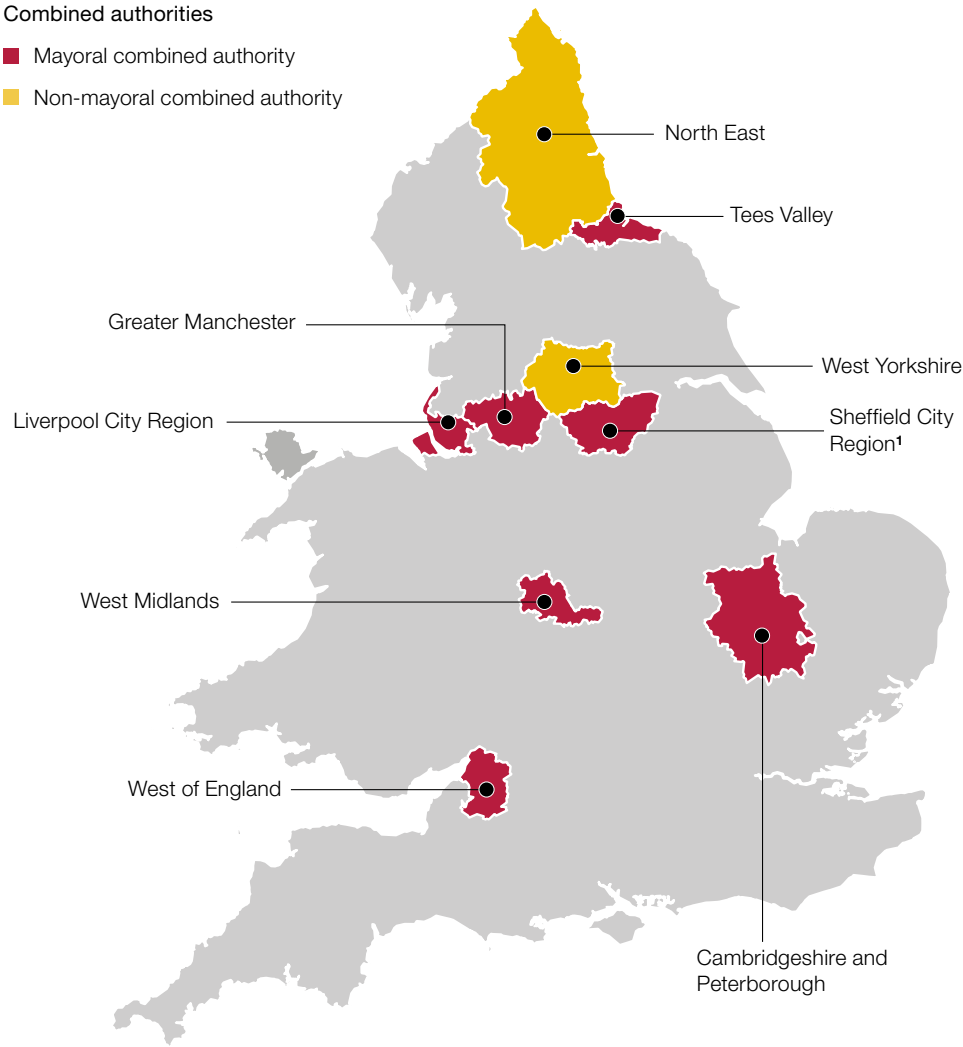 Combined authorities
Mayoral combined authority
Non-mayoral combined authority
North East
Tees Valley
Greater Manchester
West Yorkshire
Liverpool City Region
Sheffield City
Region¹
West Midlands
West of England
Cambridgeshire and
Peterborough